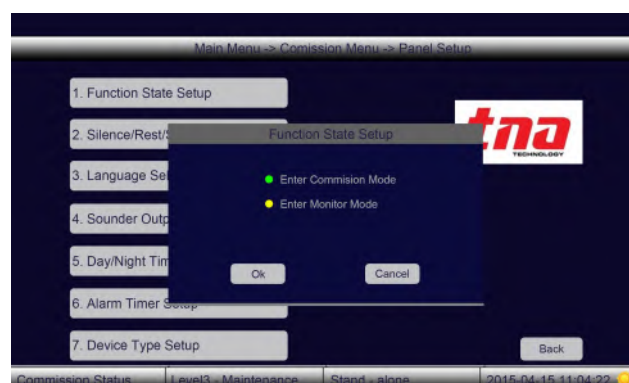 Main Menu -> Comission Menu -> Panel Setup
1. Function State Setup
2. Silence/Rest/
Function State Setup
tna
TECHNOLOGY
3. Language Sel
Enter Commision Mode
Enter Monitor Mode
4. Sounder Outp
5. Day/Night Tim
Ok
Cancel
6. Alarm Timer Setup
7. Device Type Setup
Back
Commission Status
Level3 - Maintenance
Stand - alone
2015-04-15 11:04:22